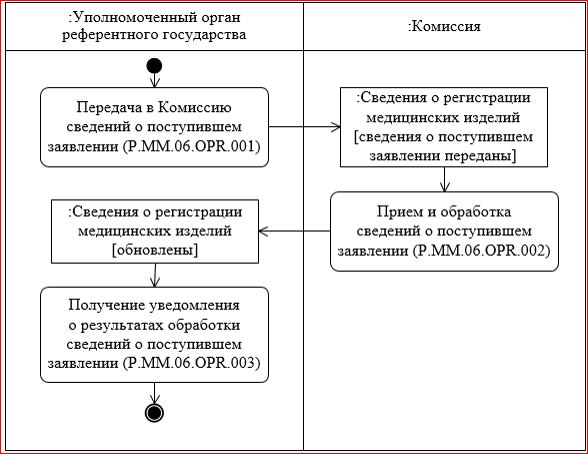 :Уполномоченный орган
референтного государства
:Комиссия
Передача в Комиссию
сведений о поступившем
заявлении (P.MM.06.OPR.001)
:Сведения о регистрации
медицинских изделий
[сведения о поступившем
заявлении переданы]
Прием и обработка
сведений о поступившем
заявлении (P.MM.06.OPR.002)
:Сведения о регистрации
медицинских изделий
[обновлены]
Получение уведомления
о результатах обработки
сведений о поступившем
заявлении (P.MM.06.OPR.003)